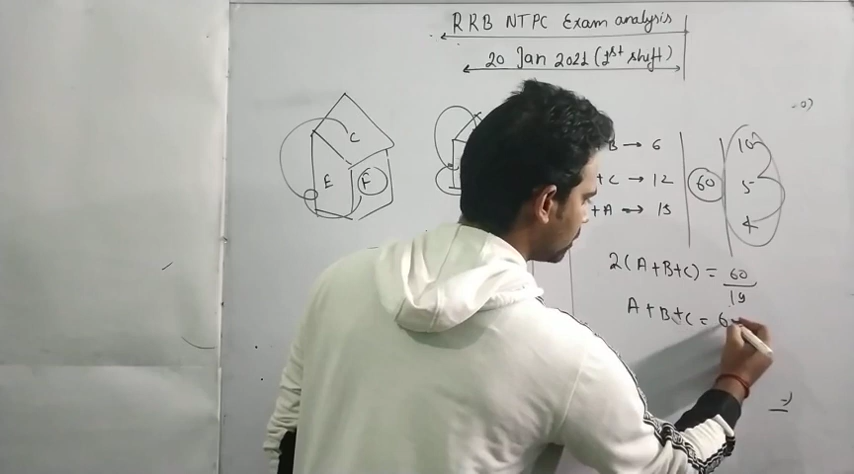 RRB NTPC Exam analysis
20 Jan 2021 (1st shift)
C
E
F
B → 6
+ C → 12
+ A → 15
60
10
5
4
2(A+B+C) = 60/19
A+B+C = 6